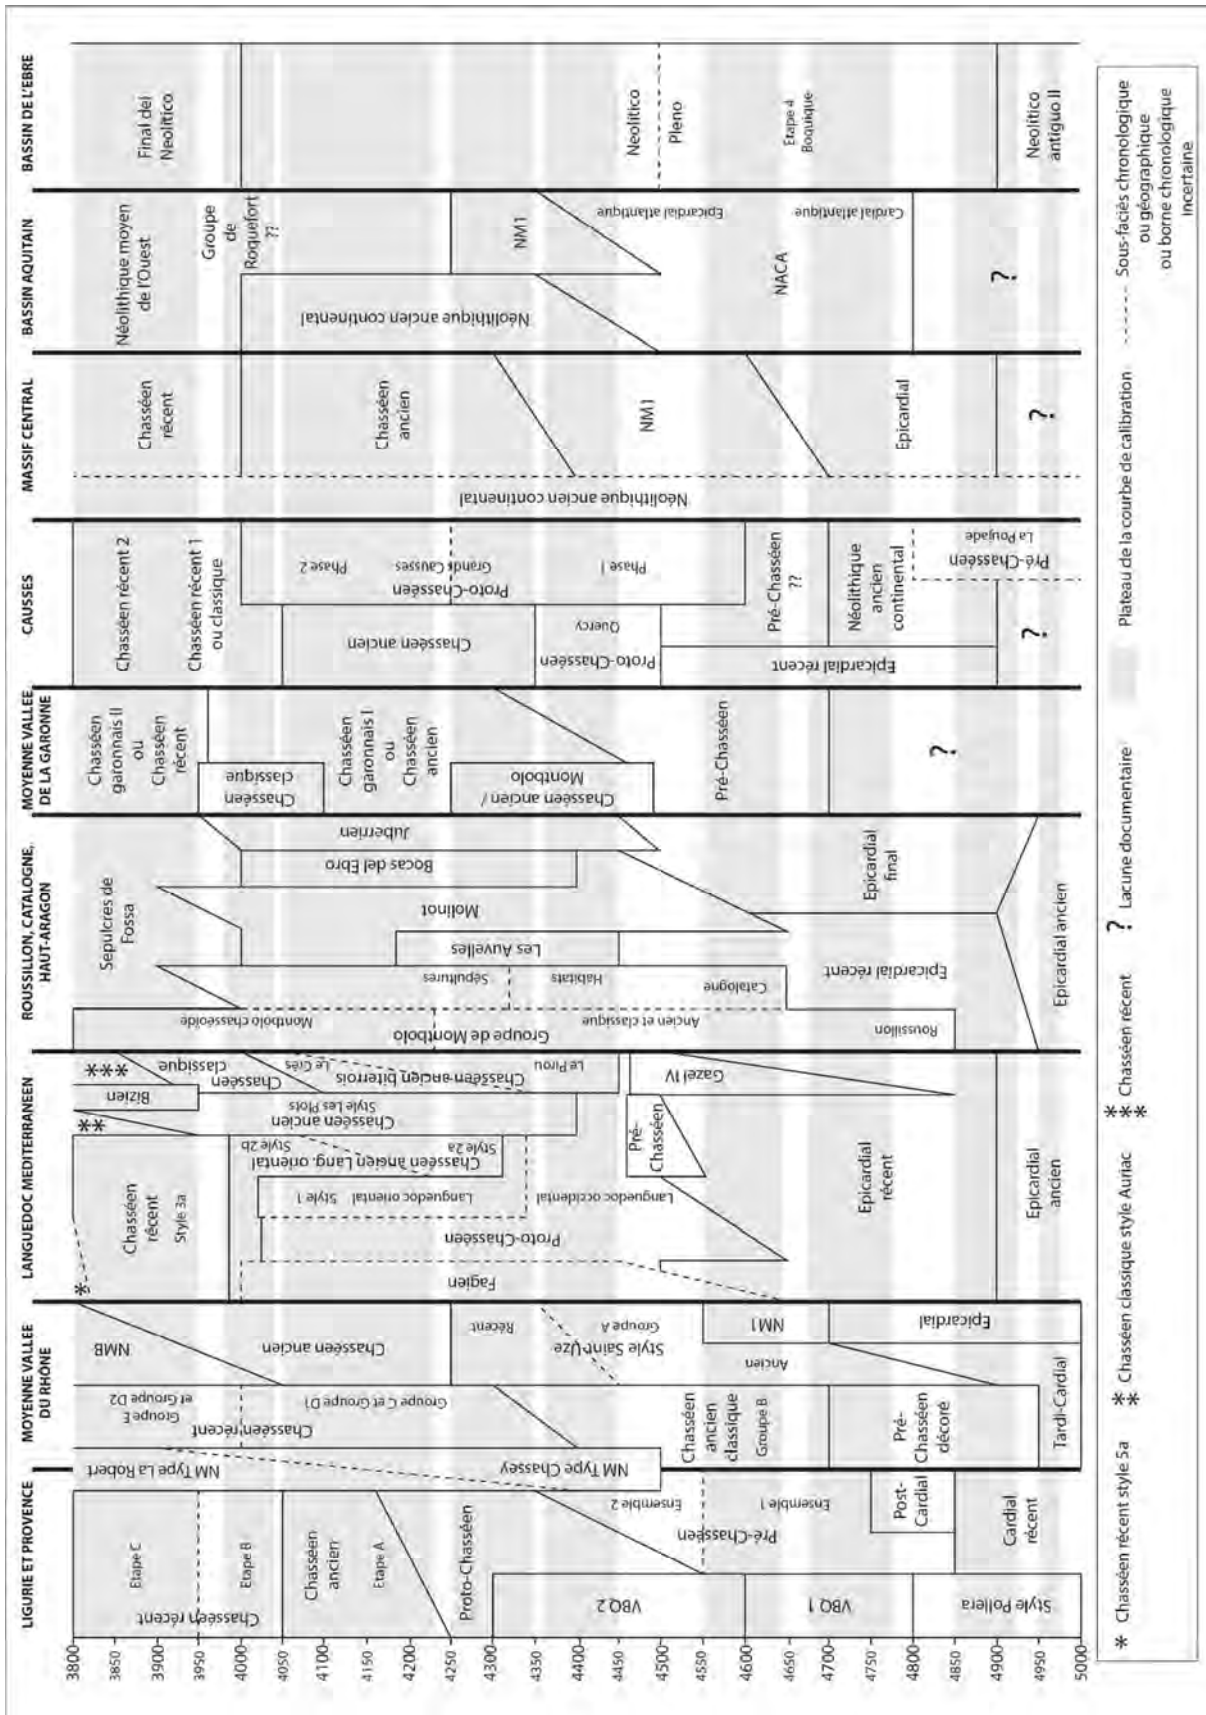 LIGURIE ET PROVENCE
MOYENNE VALLEE
DU RHÔNE
LANGUEDOC MEDITERRANEEN
ROUSSILLON, CATALOGNE,
HAUT-ARAGON
MOYENNE VALLEE
DE LA GARONNE
CAUSSES
MASSIF CENTRAL
BASSIN AQUITAIN
BASSIN DE L'EBRE
3800
3850
3900
3950
4000
4050
4100
4150
4200
4250
4300
4350
4400
4450
4500
4550
4600
4650
4700
4750
4800
4850
4900
4950
5000
Chasséen récent
Etape C
Etape B
Chasséen
ancien
Etape A
Proto-Chasséen
VBQ 2
VBQ 1
Style Pollera
Pré-Chasséen
Ensemble 2
Ensemble 1
Post-
Cardial
Cardial
récent
NM Type La Robert
NM Type Chassey
Chasséen récent
Groupe E
et Groupe D2
Groupe C et Groupe D1
Chasséen
ancien
classique
Groupe B
Pré-
Chasséen
décoré
Tardi-Cardial
NMB
Chasséen ancien
Récent
Style Saint-Uze
Groupe A
Ancien
NM1
Epicardial
*
Chasséen
récent
Style 3a
Fagien
Proto-Chasséen
Languedoc oriental
Style 1
Languedoc occidental
Chasséen ancien Lang. oriental
Style 2b
Style 2a
**
Chasséen ancien
Style Les Plots
Bizien
***
Chasséen
classique
Chasséen ancien biterrois
Le Crès
Le Pirou
Pré-
Chasséen
Gazel IV
Epicardial
récent
Epicardial
ancien
Groupe de Montbolo
Montbolo chasséoïde
Ancien et classique
Roussillon
Sepulcres de
Fossa
Sépultures
Habitats
Catalogne
Les Auvelles
Molinot
Bocas del Ebro
Juberrien
Epicardial récent
Epicardial
final
Epicardial ancien
Chasséen
garonnais II
ou
Chasséen
récent
Chasséen
classique
Chasséen
garonnais I
ou
Chasséen
ancien
Chasséen ancien /
Montbolo
Pré-Chasséen
?
Chasséen récent 2
Chasséen récent 1
ou classique
Chasséen ancien
Proto-Chasséen
Quercy
Proto-Chasséen
Grands Causses
Phase 2
Phase 1
Pré-Chasséen
??
Epicardial récent
Néolithique
ancien
continental
Pré-Chasséen
La Poujade
?
Néolithique ancien continental
Chasséen
récent
Chasséen
ancien
NM1
Epicardial
?
Néolithique moyen
de l'Ouest
Groupe
de
Roquefort
??
Néolithique ancien continental
NM1
Epicardial atlantique
Cardial atlantique
NACA
?
Final del
Neolítico
Neolítico
Pleno
Etape 4
Boquique
Neolítico
antiguo II
* Chasséen récent style 5a
** Chasséen classique style Auriac
*** Chasséen récent
? Lacune documentaire
Plateau de la courbe de calibration
----- Sous-faciès chronologique
ou géographique
ou borne chronologique
incertaine